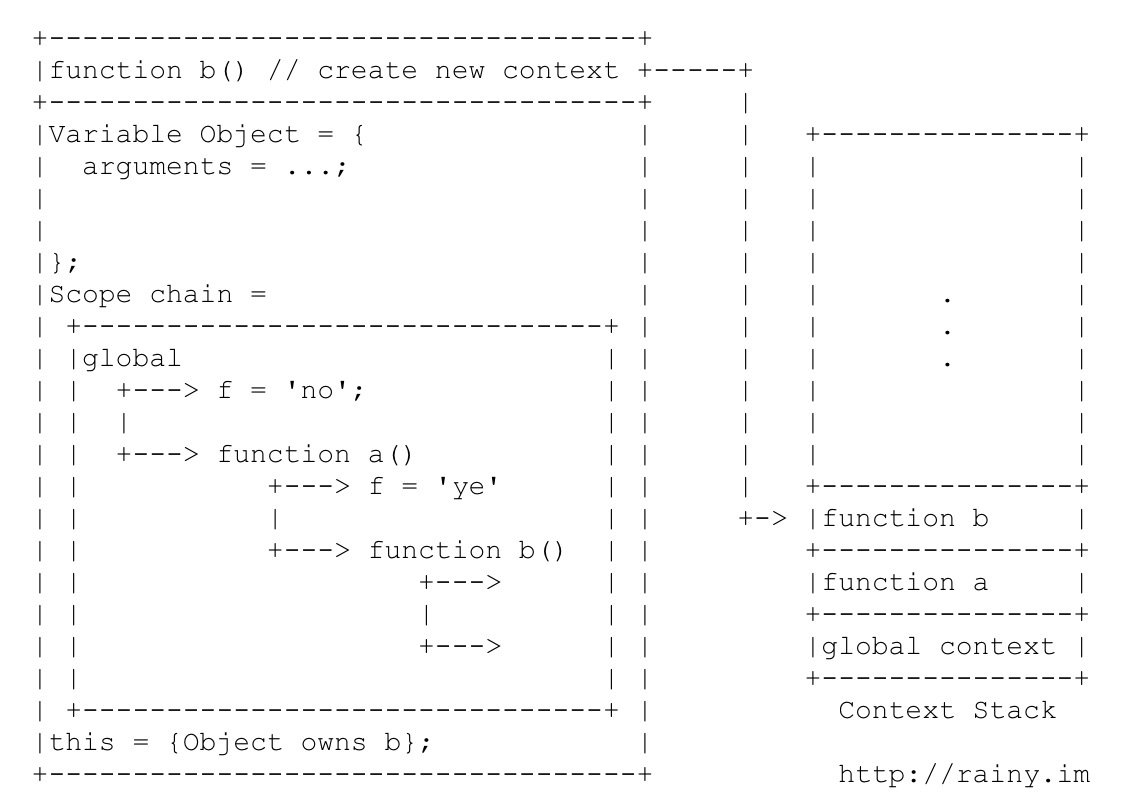 function b() // create new context
Variable Object = {
arguments = ...;
};
Scope chain =
global
f = 'no';
function a()
f = 'ye'
function b()
this = {Object owns b};
.
.
.
function b
function a
global context
Context Stack
http://rainy.im